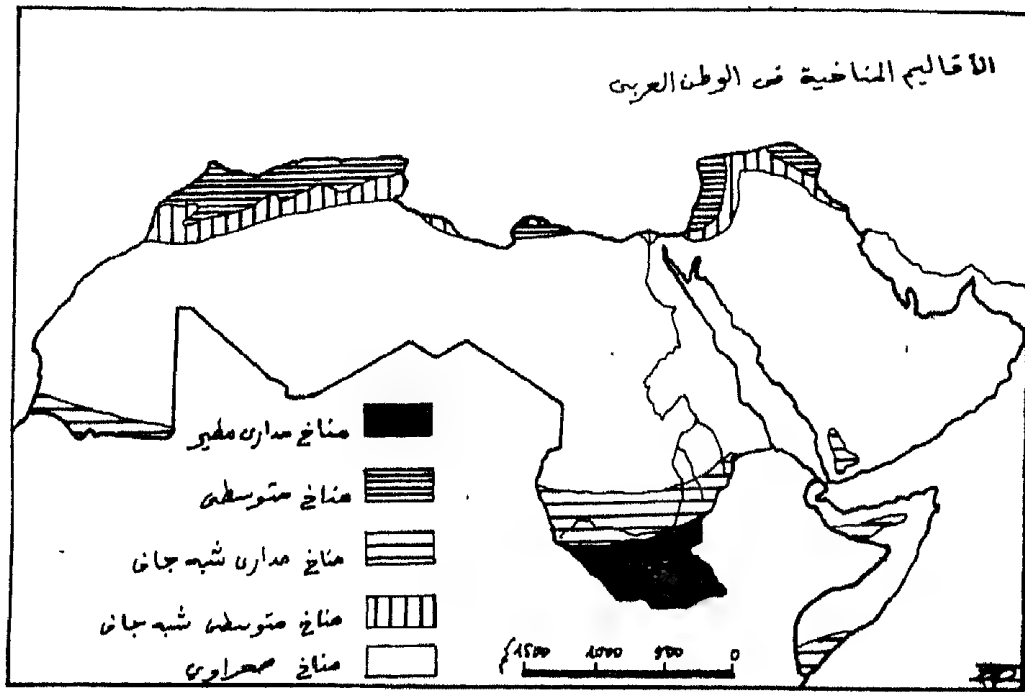 الأقاليم المناخية في الوطن العربي
مناخ مداري مطير
مناخ متوسطي
مناخ مداري شبه جاف
مناخ متوسطي شبه جاف
مناخ صحراوي
1500 1000 500 0